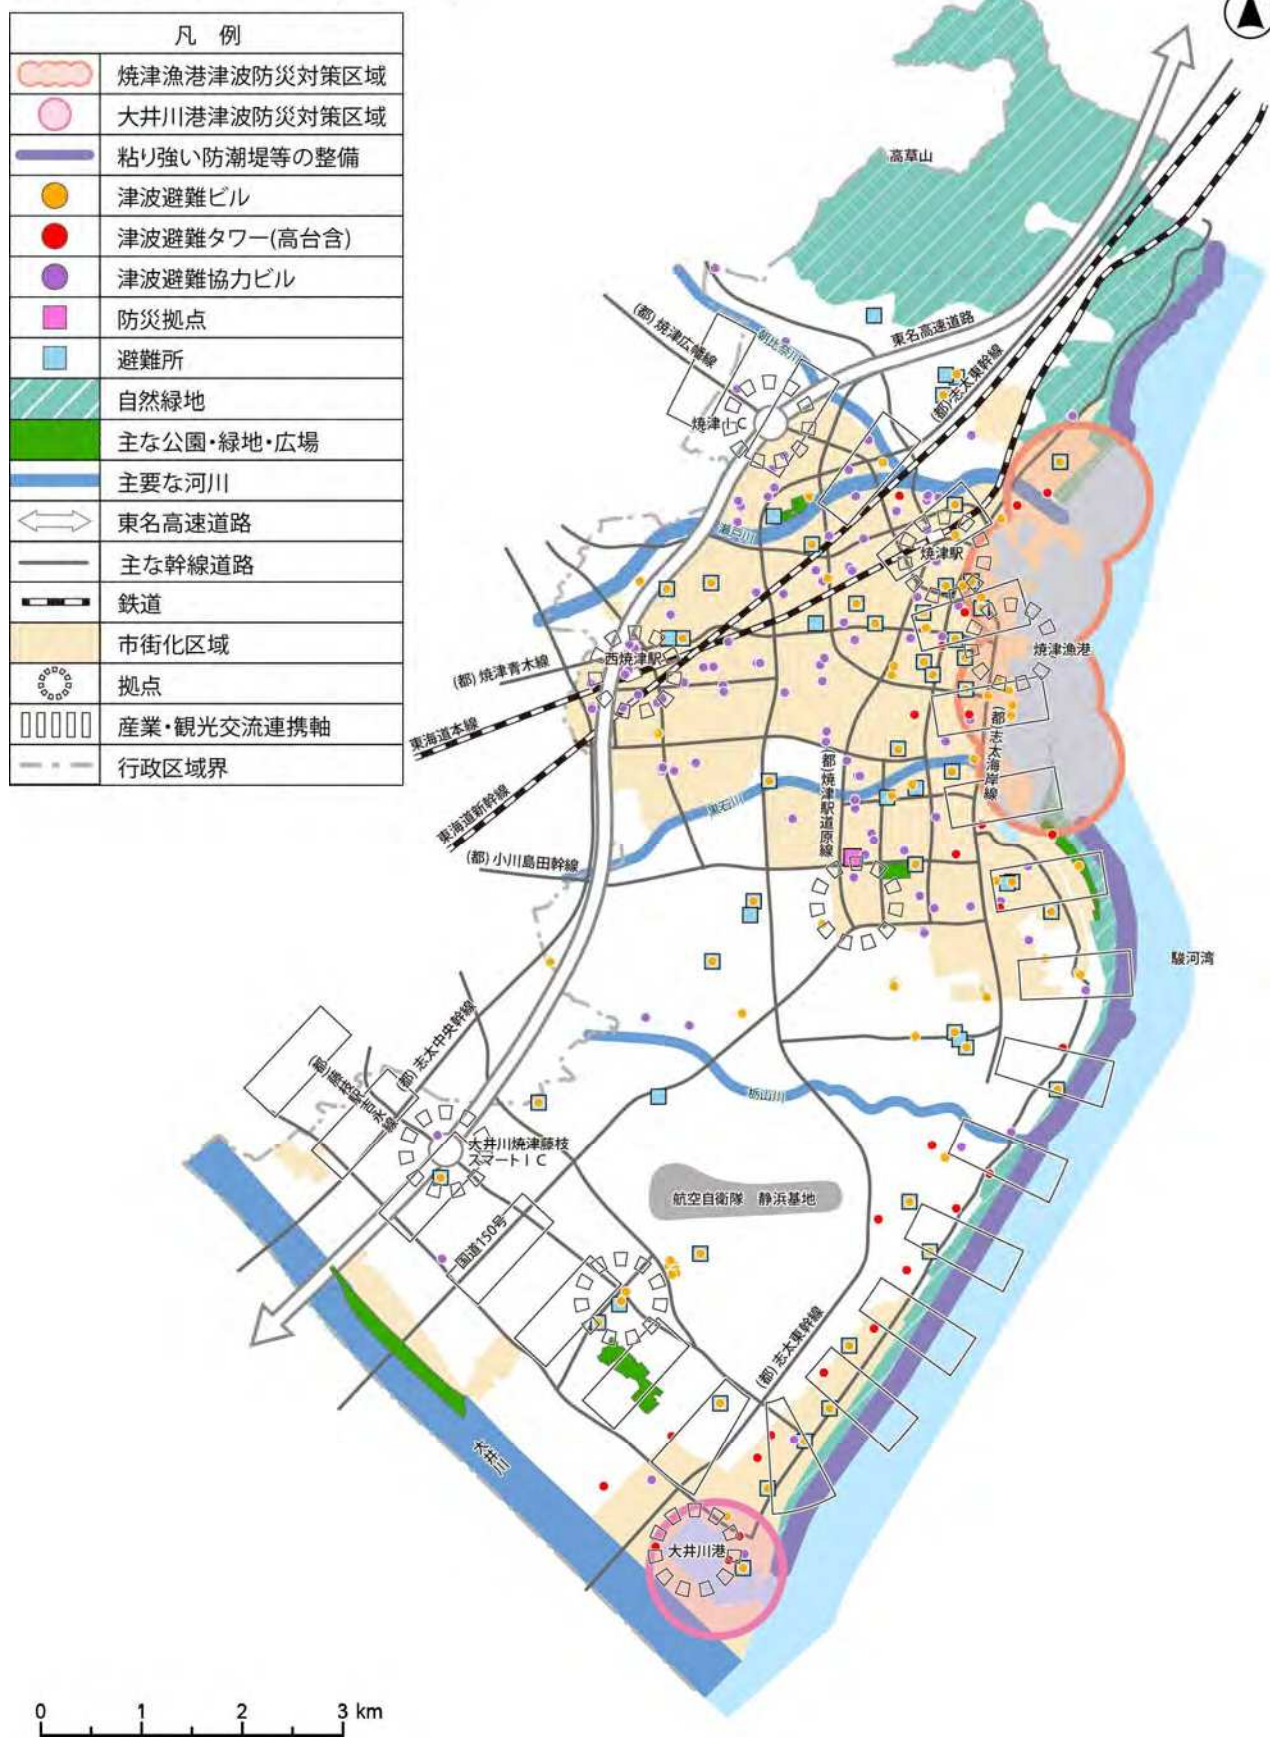 凡 例
焼津漁港津波防災対策区域
大井川港津波防災対策区域
粘り強い防潮堤等の整備
津波避難ビル
津波避難タワー(高台含)
津波避難協力ビル
防災拠点
避難所
自然緑地
主な公園・緑地・広場
主要な河川
東名高速道路
主な幹線道路
鉄道
市街化区域
拠点
産業・観光交流連携軸
行政区域界
高草山
東名高速道路
(都)焼津広幡線
朝比奈川
(都)志太東幹線
焼津IC
瀬戸川
焼津駅
西焼津駅
焼津漁港
(都)焼津青木線
東海道本線
(都)志太海岸線
(都)焼津駅道原線
東海道新幹線
黒石川
(都)小川島田幹線
駿河湾
(都)志太中央幹線
(都)藤枝駅吉永線
栃山川
大井川焼津藤枝
スマートIC
航空自衛隊 静浜基地
国道150号
(都)志太東幹線
大井川
大井川港
0 1 2 3 km